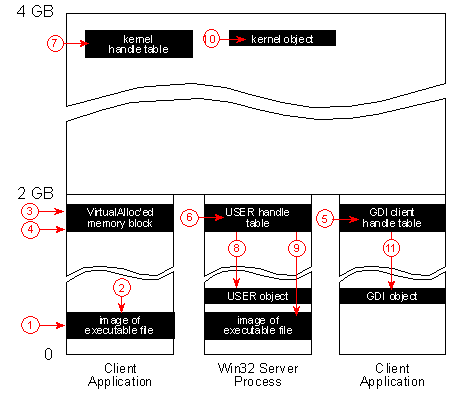 4 GB
7
kernel
handle table
10
kernel object
2 GB
3
4
VirtualAlloc'ed
memory block
6
USER handle
table
5
GDI client
handle table
8
9
11
2
USER object
GDI object
1
image of
executable file
image of
executable file
0
Client
Application
Win32 Server
Process
Client
Application